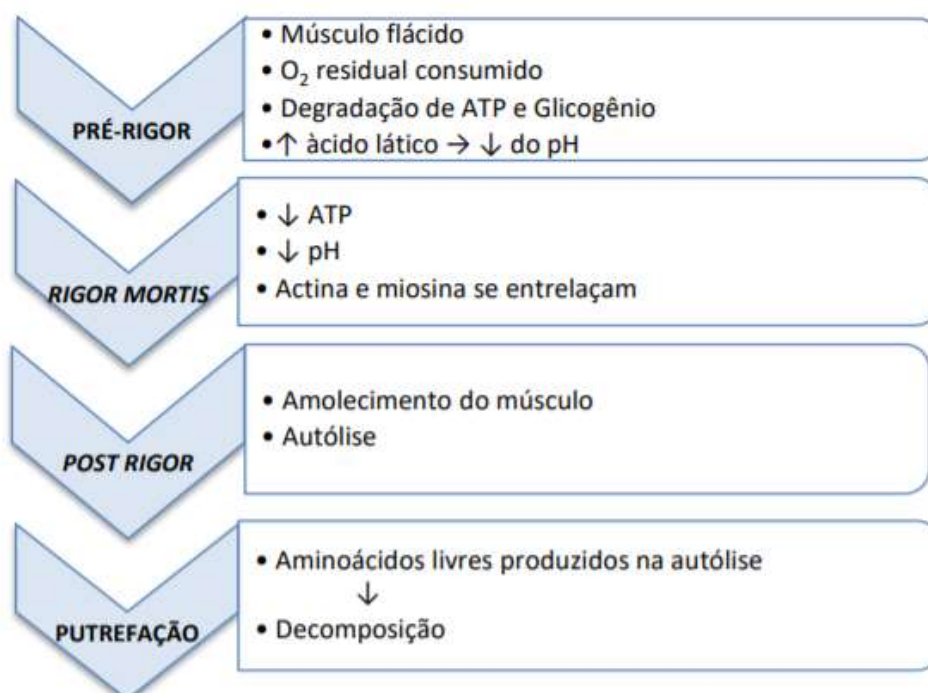 PRÉ-RIGOR
• Músculo flácido
• O₂ residual consumido
• Degradação de ATP e Glicogênio
• ↑ àcido lático → ↓ do pH
RIGOR MORTIS
• ↓ ATP
• ↓ pH
• Actina e miosina se entrelaçam
POST RIGOR
• Amolecimento do músculo
• Autólise
PUTREFAÇÃO
• Aminoácidos livres produzidos na autólise
↓
• Decomposição